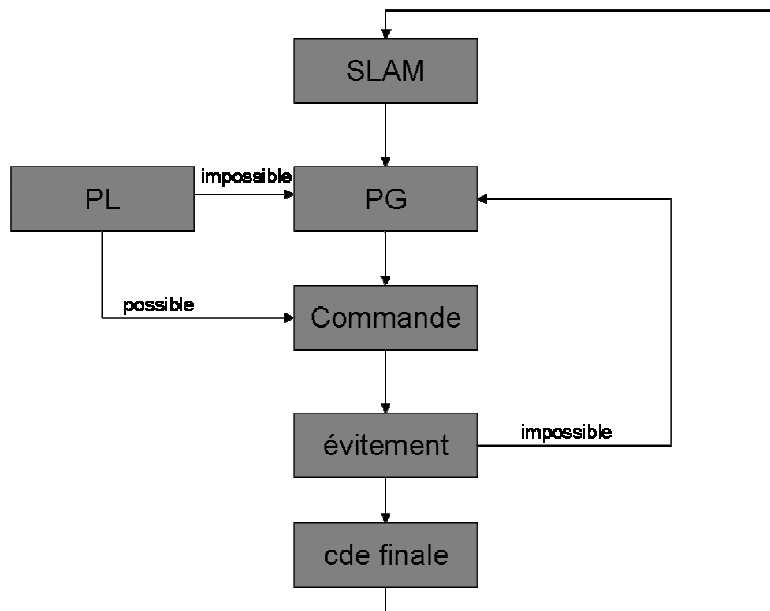 SLAM
impossible
PL
PG
possible
Commande
évitement
impossible
cde finale